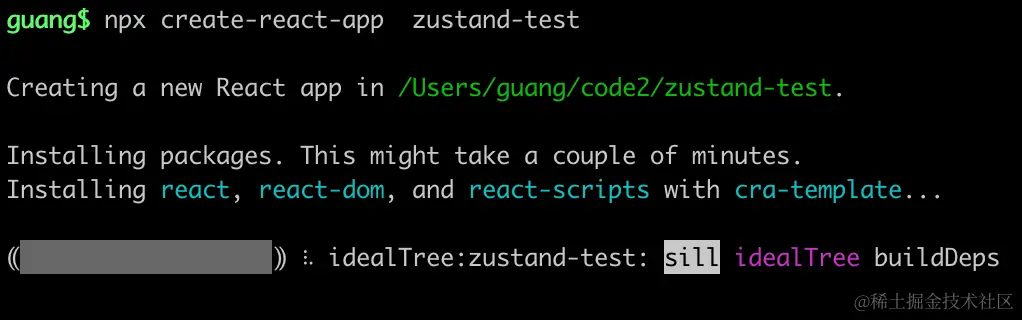 guang$ npx create-react-app  zustand-test
Creating a new React app in /Users/guang/code2/zustand-test.
Installing packages. This might take a couple of minutes.
Installing react, react-dom, and react-scripts with cra-template...
(⠀⠀⠀⠀⠀⠀⠀⠀⠀⠀⠀⠀⠀⠀⠀⠀⠀⠀) ⠧ idealTree:zustand-test: sill idealTree buildDeps
@稀土掘金技术社区